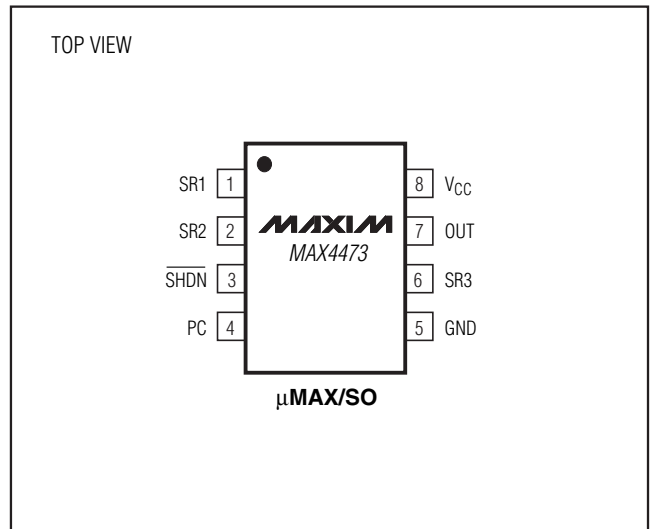 TOP VIEW
SR1 1
SR2 2
SHDN 3
PC 4
MAXIM
MAX4473
8 VCC
7 OUT
6 SR3
5 GND
µMAX/SO